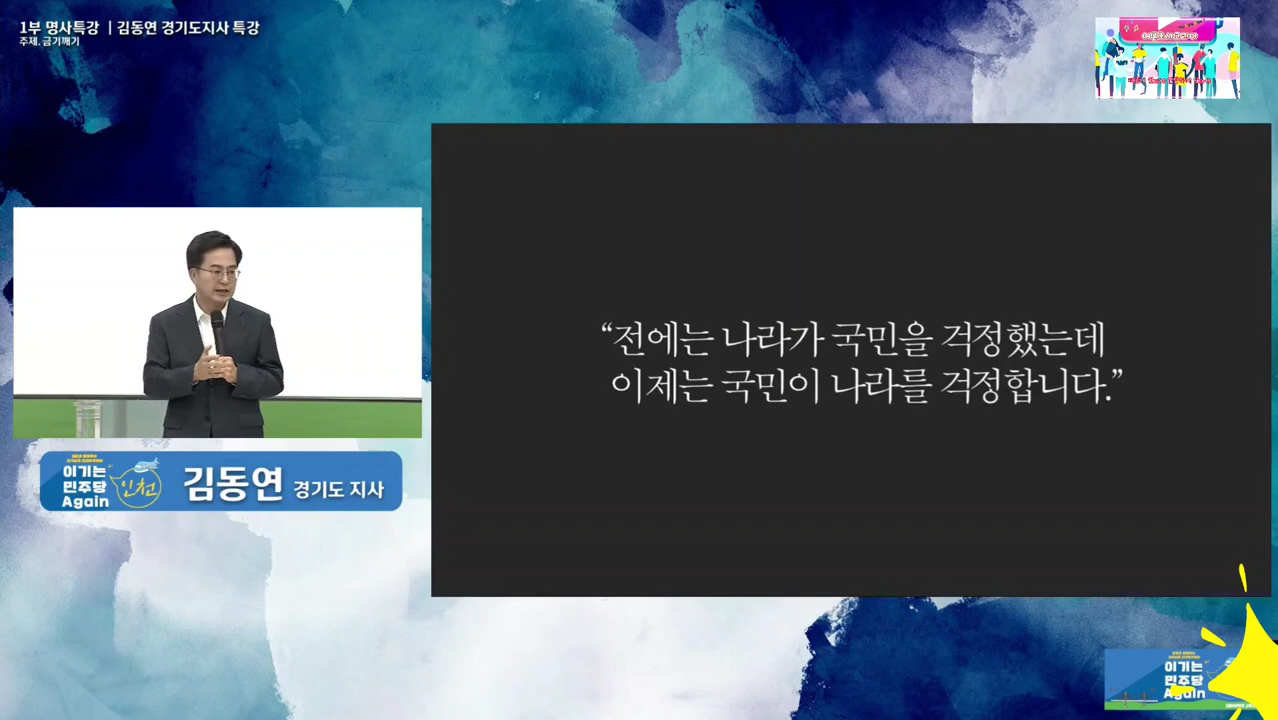 1부 명사특강 | 김동연 경기도지사 특강
주제. 금기깨기
“전에는 나라가 국민을 걱정했는데
이제는 국민이 나라를 걱정합니다.”
이기는
민주당
Again
인천
김동연 경기도 지사
이기는
민주당
Again